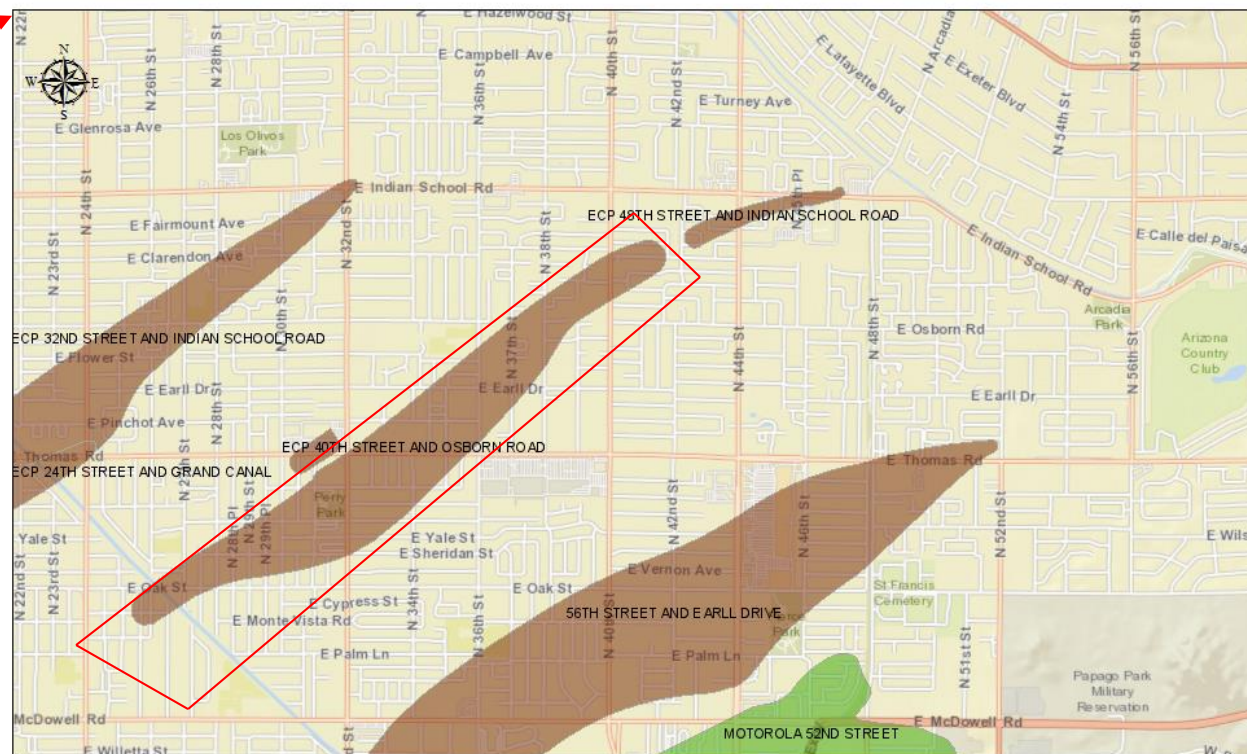 E Hazelwood St
N 56th St
N Arcadia
N 28th St
N 26th St
N 40th St
E Campbell Ave
E Lafayette Blvd
E Exeter Blvd
N
W E
S
N 36th St
N 42nd St
E Turney Ave
N 54th St
E Glenrosa Ave
Los Olivos
Park
N 24th St
E Indian School Rd
ECP 48TH STREET AND INDIAN SCHOOL ROAD
E Fairmount Ave
N 32nd St
N 38th St
E Indian School Rd
N 23rd St
E Clarendon Ave
N 48th St
Arcadia
Park
E Osborn Rd
Arizona
Country
Club
ECP 32ND STREET AND INDIAN SCHOOL ROAD
E Flower St
N 37th St
N 44th St
N 56th St
E Earll Dr
E Earll Dr
E Earll Dr
N 28th St
E Pinchot Ave
ECP 40TH STREET AND OSBORN ROAD
Thomas Rd
E Thomas Rd
ECP 24TH STREET AND GRAND CANAL
N 29th St
N 28th Pl
N 29th Pl
Perry
Park
N 42nd St
N 46th St
N 52nd St
Yale St
E Yale St
E Sheridan St
N 22nd St
N 23rd St
E Vernon Ave
E Oak St
E Oak St
St Francis
Cemetery
E Cypress St
N 34th St
N 36th St
N 40th St
56TH STREET AND EARLL DRIVE
E Monte Vista Rd
E Palm Ln
E Palm Ln
N 51st St
Papago Park
Military
Reservation
McDowell Rd
E McDowell Rd
MOTOROLA 52ND STREET
E Willetta St